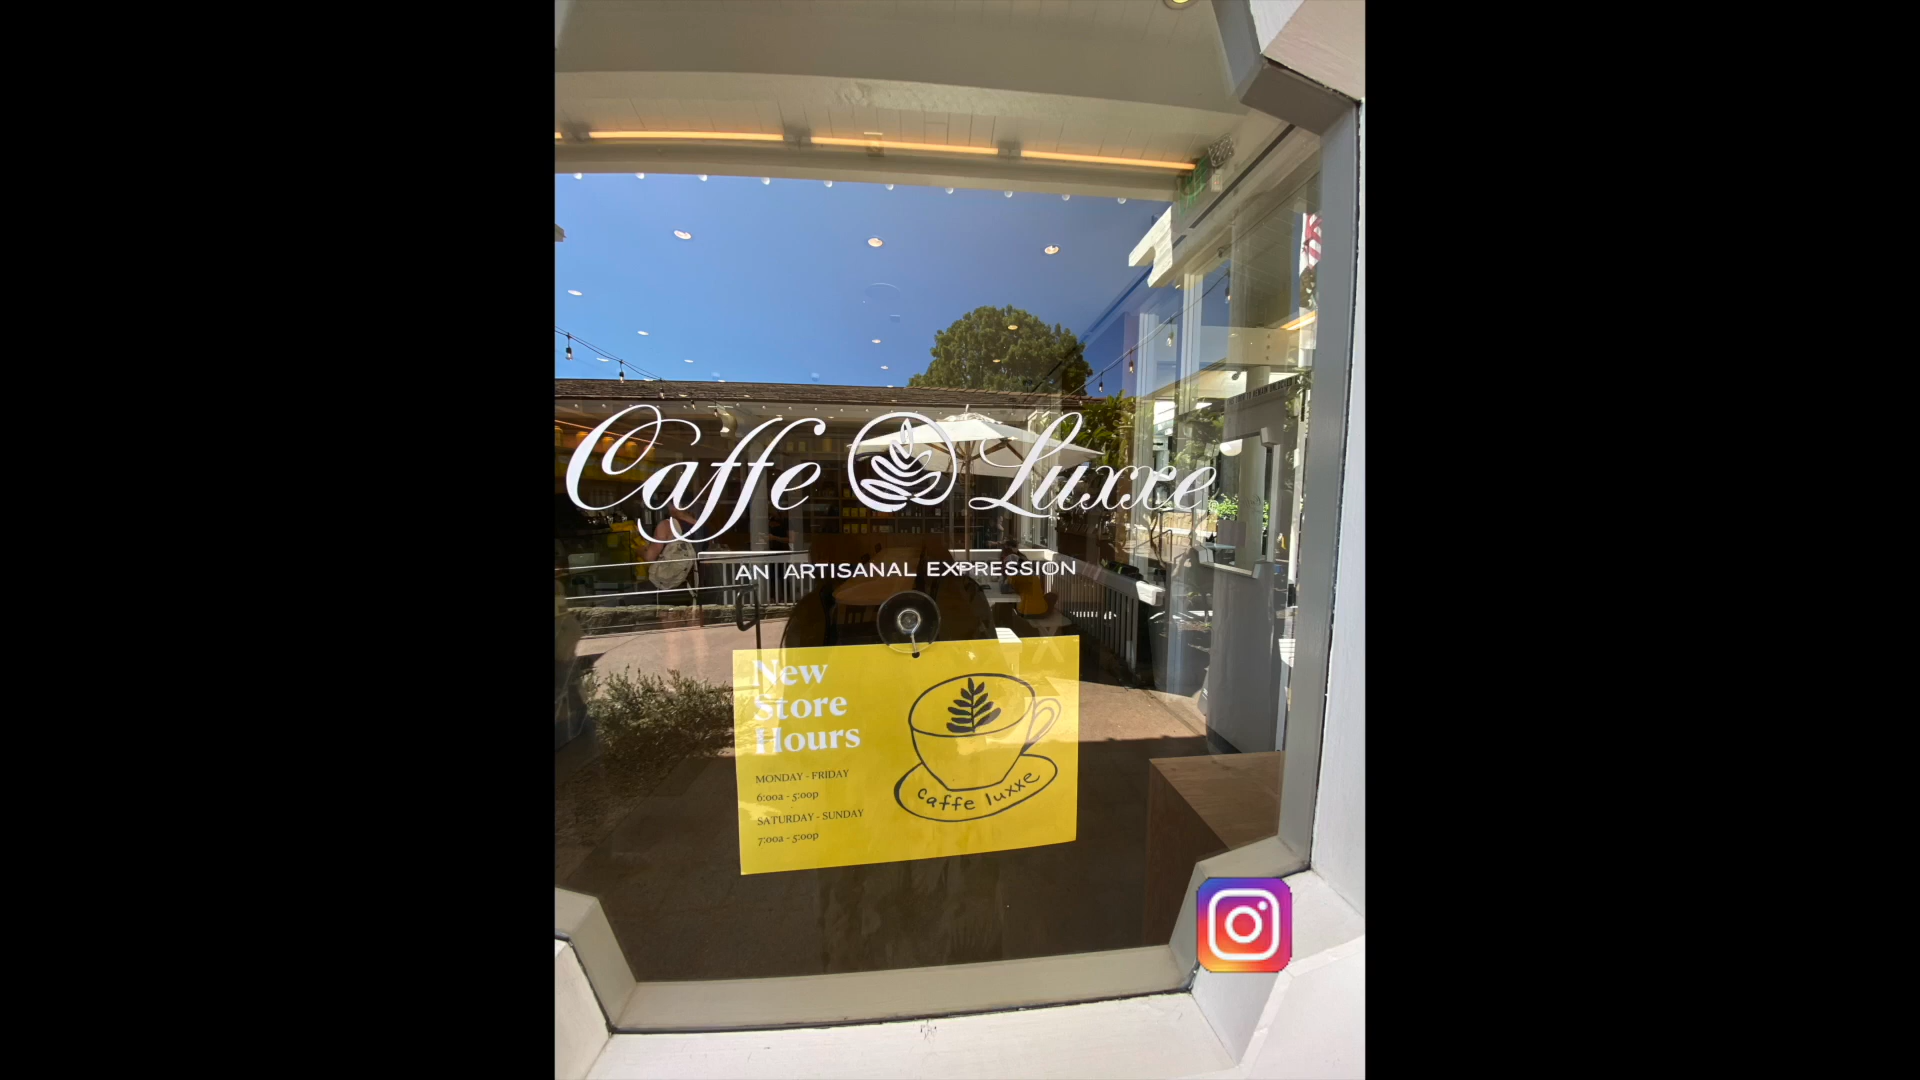 Caffe Luxxe
AN ARTISANAL EXPRESSION
New
Store
Hours
MONDAY - FRIDAY
6:00a - 5:00p
SATURDAY - SUNDAY
7:00a - 5:00p
caffe luxxe